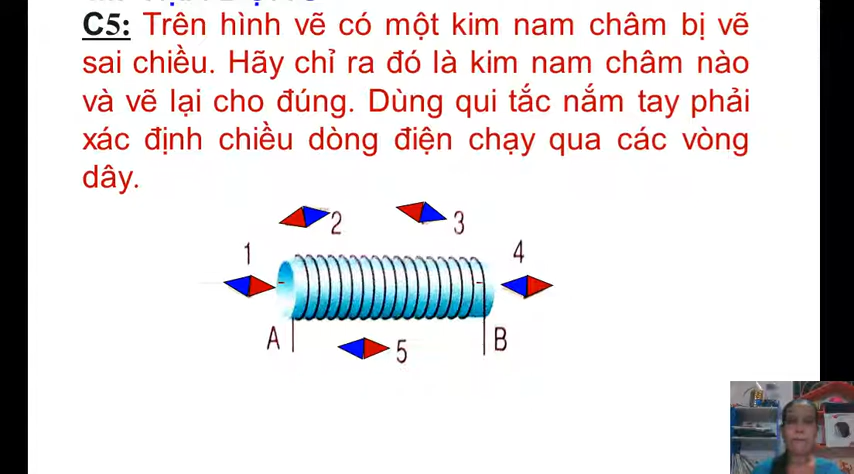 C5: Trên hình vẽ có một kim nam châm bị vẽ
sai chiều. Hãy chỉ ra đó là kim nam châm nào
và vẽ lại cho đúng. Dùng qui tắc nắm tay phải
xác định chiều dòng điện chạy qua các vòng
dây.
2
3
1
4
A
5
B